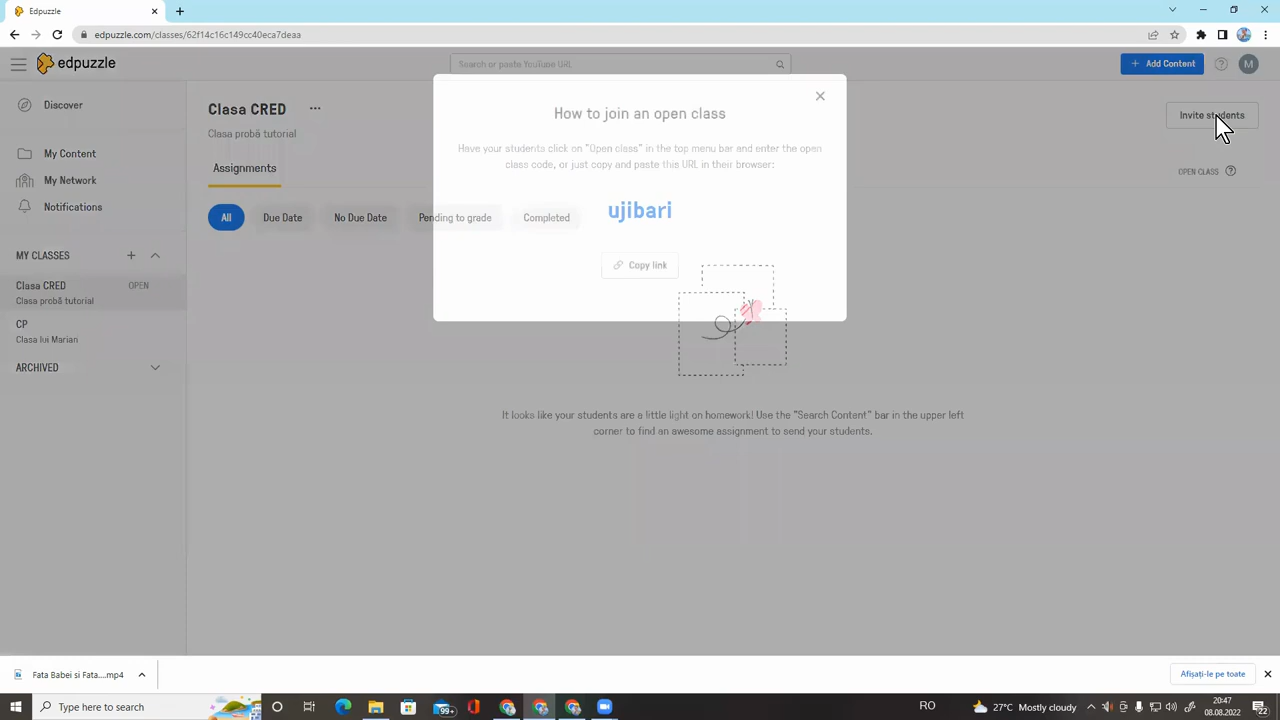 Edpuzzle
edpuzzle.com/classes/62f14c16c149cc40eca7deaa
edpuzzle
Search or paste YouTube URL
Add Content
M
Discover
My Content
My Network
Notifications
MY CLASSES
Clasa CRED
OPEN
Clasa probă tutorial
CP
Clasa lui Marian
ARCHIVED
Clasa CRED
Clasa probă tutorial
Invite students
OPEN CLASS
Assignments
All
Due Date
No Due Date
Pending to grade
Completed
How to join an open class
Have your students click on "Open class" in the top menu bar and enter the open
class code, or just copy and paste this URL in their browser:
ujibari
Copy link
It looks like your students are a little light on homework! Use the "Search Content" bar in the upper left
corner to find an awesome assignment to send your students.
Fata Babei si Fata....mp4
Afișați-le pe toate
Type here to search
99+
RO
27°C Mostly cloudy
20:47
08.08.2022
22